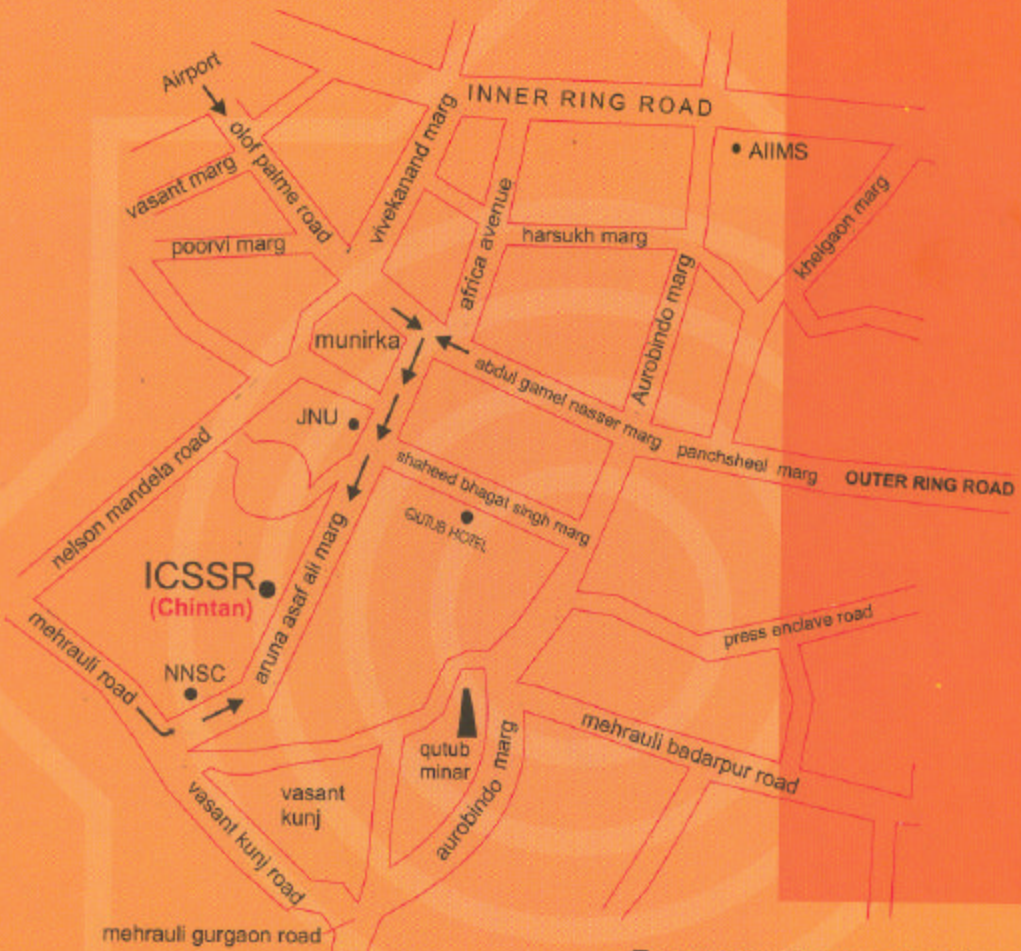 Airport
INNER RING ROAD
olof palme road
vivekanand marg
AIIMS
vasant marg
poorvi marg
africa avenue
harsukh marg
khelgaon marg
Aurobindo marg
munirka
abdul gamel nasser marg
panchsheel marg
OUTER RING ROAD
JNU
nelson mandela road
shaheed bhagat singh marg
QUTUB HOTEL
ICSSR
(Chintan)
aruna asaf ali marg
mehrauli road
NNSC
press enclave road
qutub
minar
aurobindo marg
mehrauli badarpur road
vasant
kunj
vasant kunj road
mehrauli gurgaon road